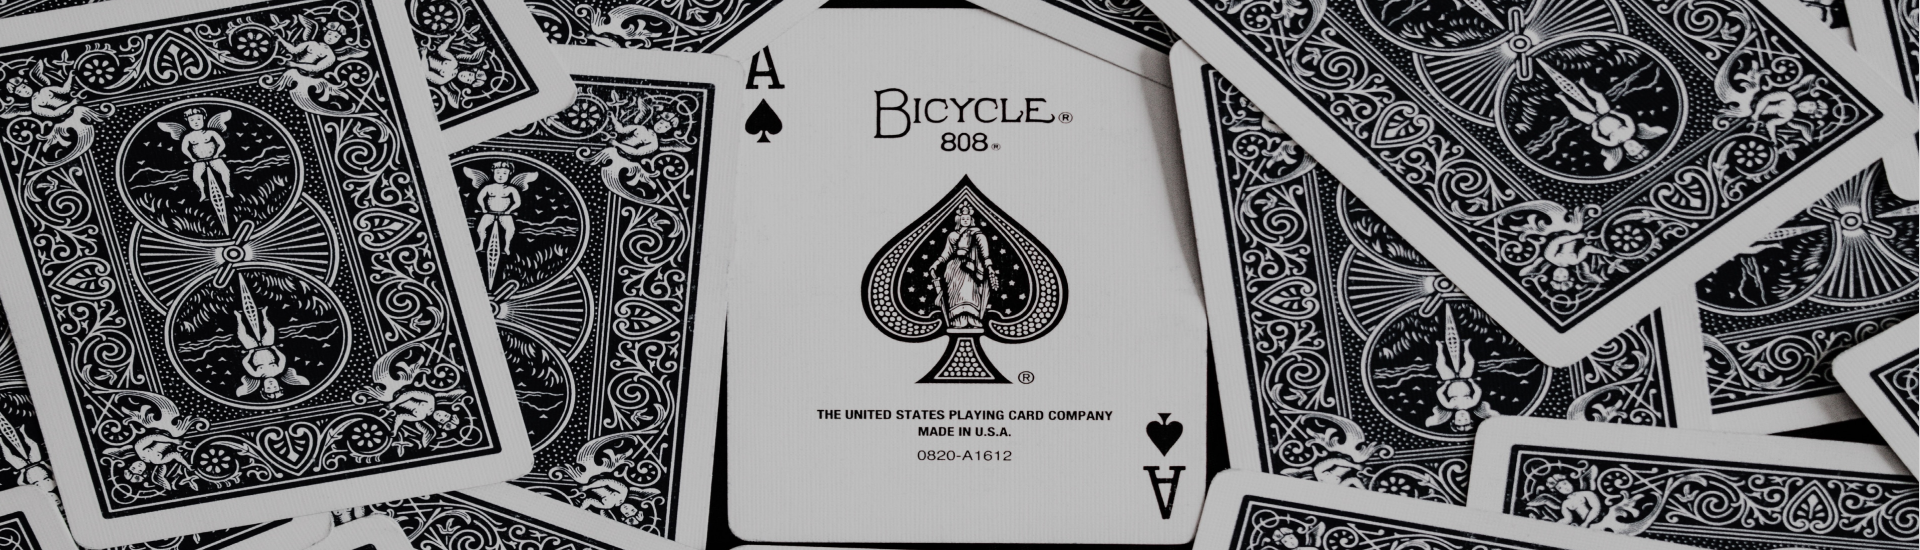 A
BICYCLE®
808®
®
THE UNITED STATES PLAYING CARD COMPANY
MADE IN U.S.A.
0820-A1612
A